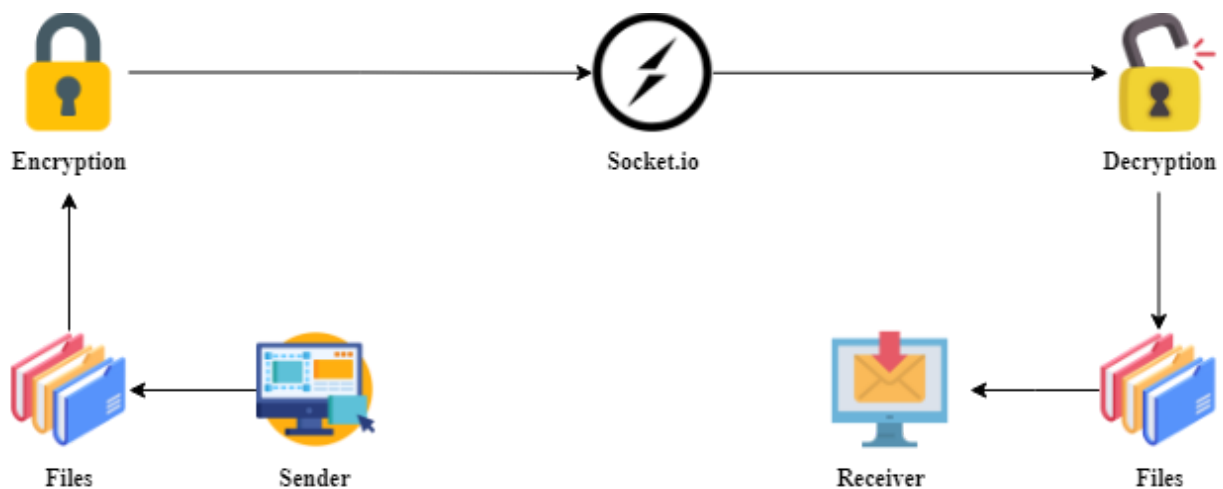 Encryption
Socket.io
Decryption
Files
Sender
Receiver
Files